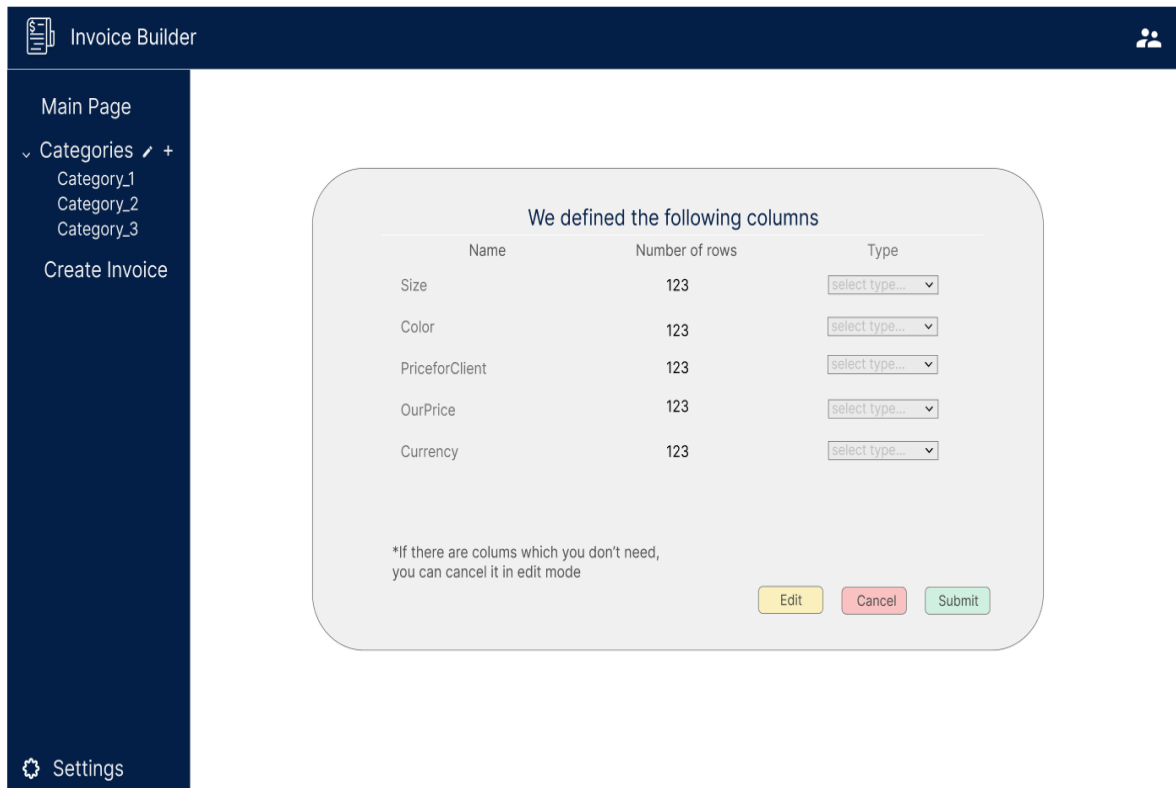 Invoice Builder
Main Page
Categories
Category_1
Category_2
Category_3
Create Invoice
Settings
We defined the following columns
Name Number of rows Type
Size 123 select type...
Color 123 select type...
PriceforClient 123 select type...
OurPrice 123 select type...
Currency 123 select type...
*If there are colums which you don't need,
you can cancel it in edit mode
Edit Cancel Submit